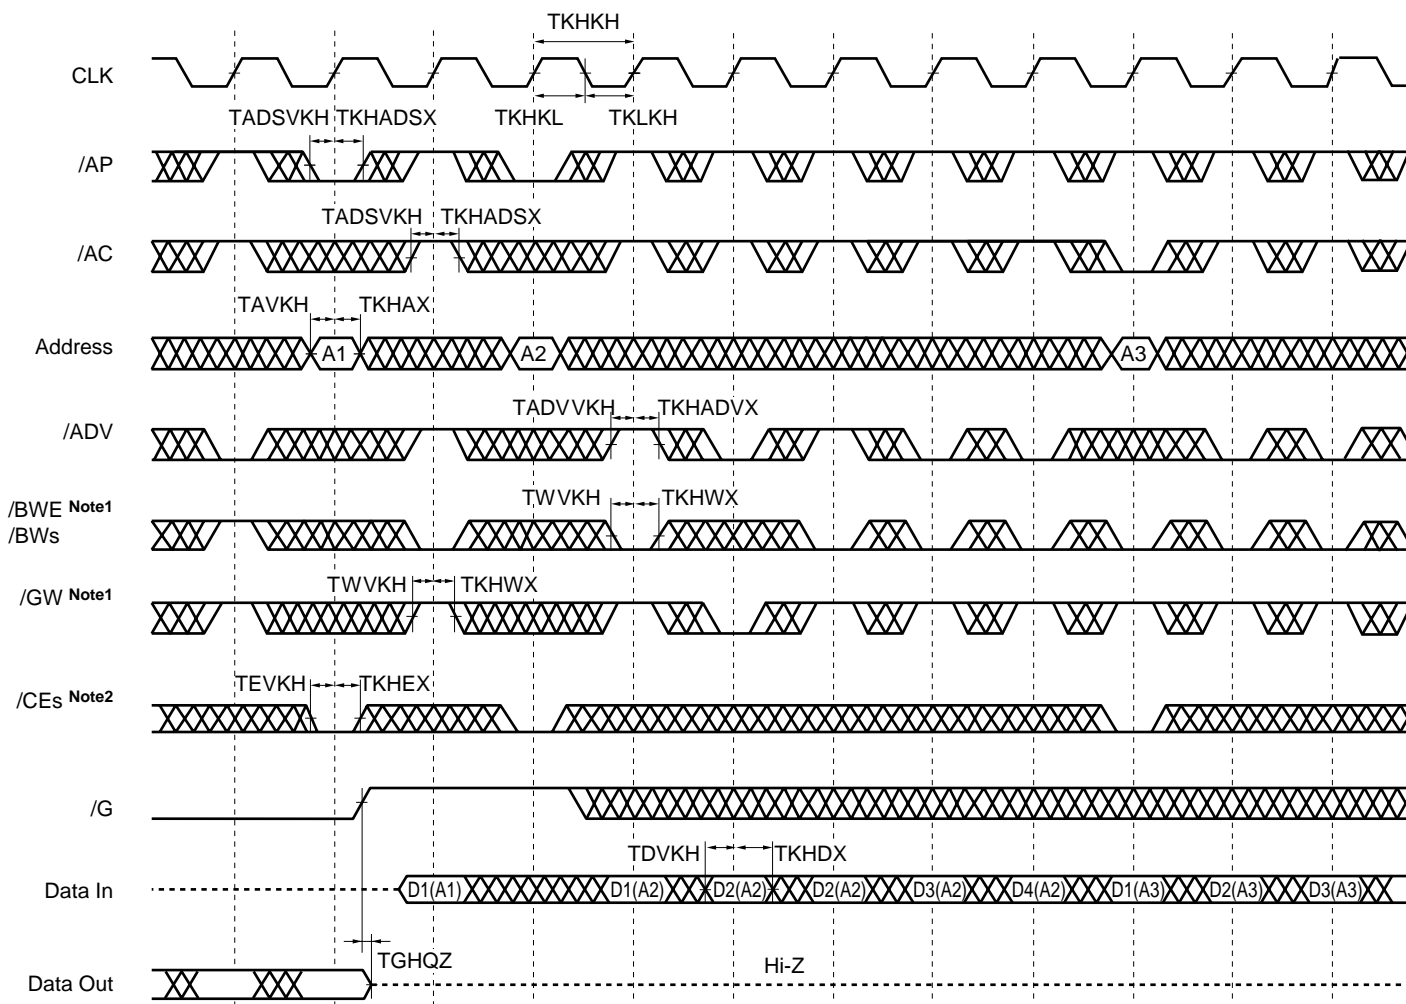 TKHKH
CLK
TADSVKH TKHADSX TKHKL TKLKH
/AP
TADSVKH TKHADSX
/AC
TAVKH TKHAX
Address A1 A2 A3
TADVVKH TKHADVX
/ADV
TWVKH TKHWX
/BWE Note1
/BWs
TWVKH TKHWX
/GW Note1
TEVKH TKHEX
/CEs Note2
/G
TDVKH TKHDX
Data In D1(A1) D1(A2) D2(A2) D2(A2) D3(A2) D4(A2) D1(A3) D2(A3) D3(A3)
TGHQZ Hi-Z
Data Out